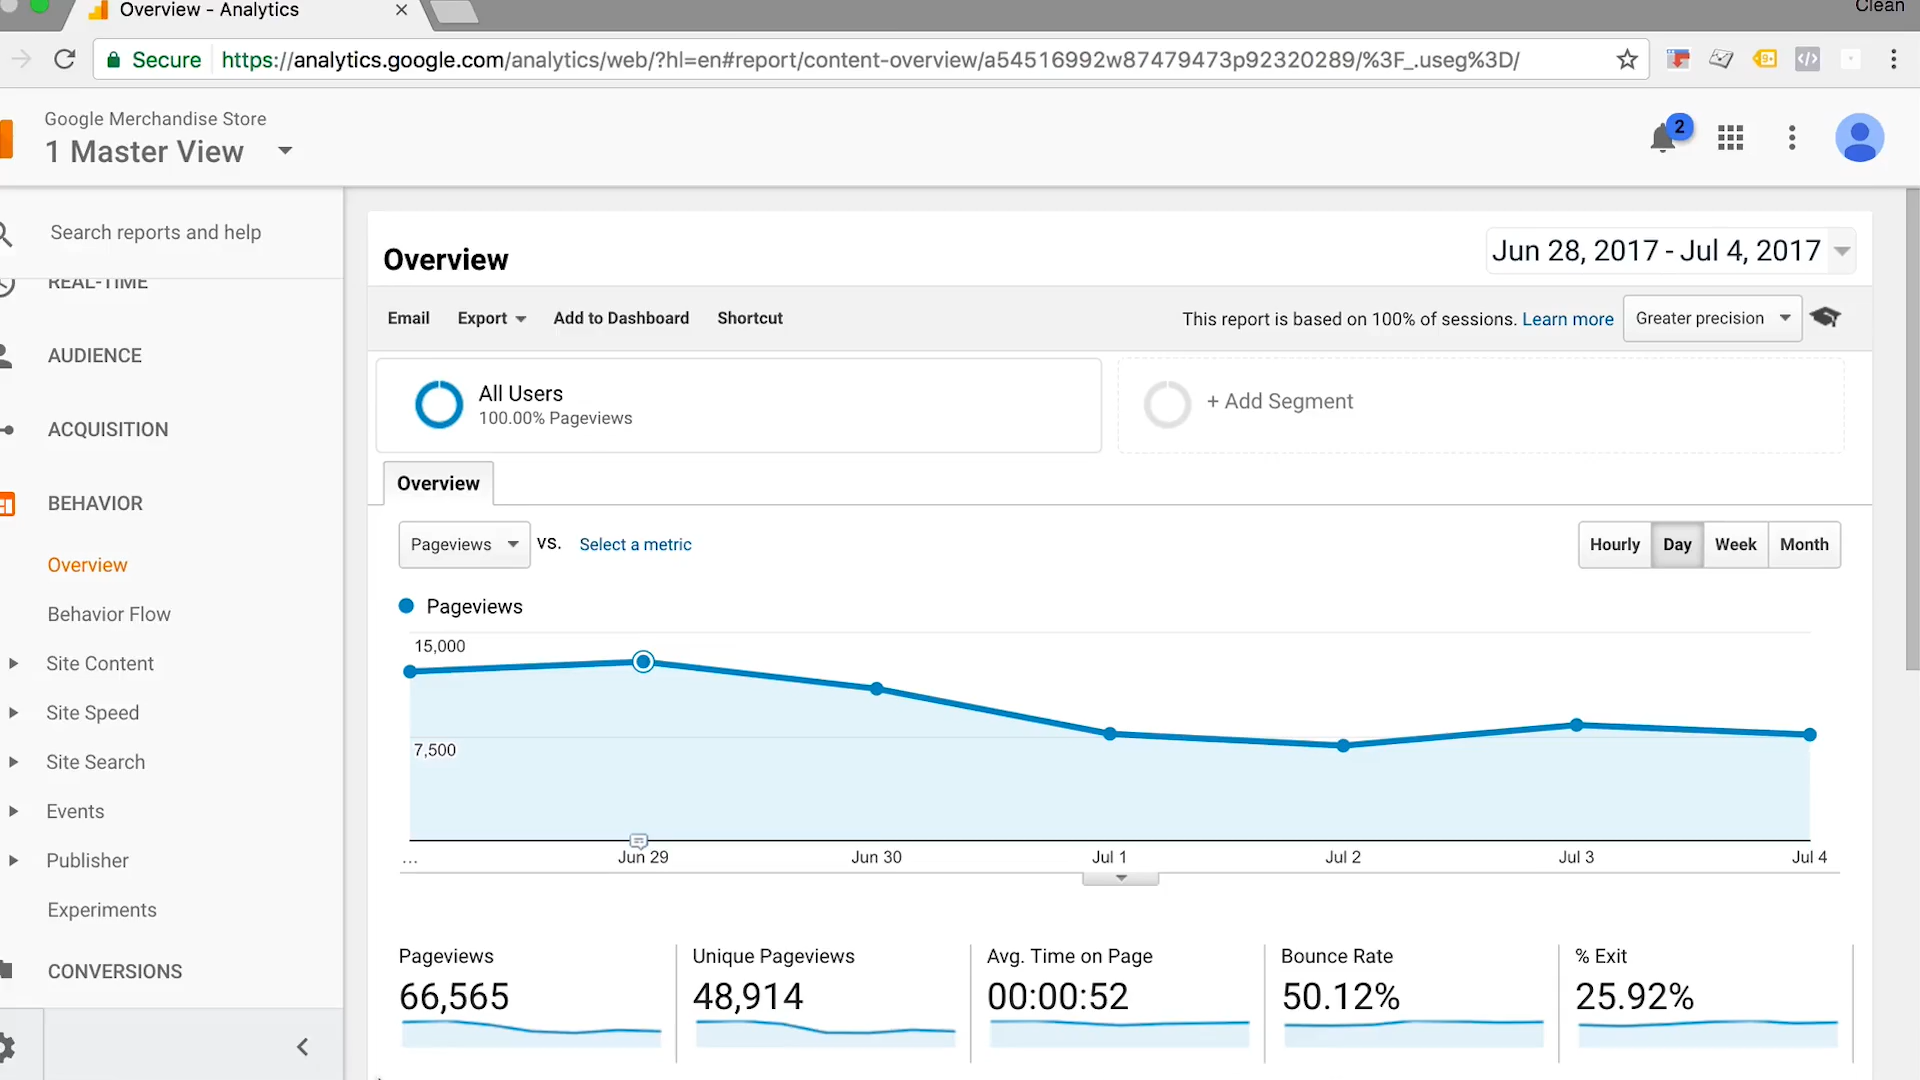 Overview - Analytics
Clean
Secure https://analytics.google.com/analytics/web/?hl=en#report/content-overview/a54516992w87479473p92320289/%3F_.useg%3D/
9+
Google Merchandise Store
1 Master View
2
Search reports and help
REAL-TIME
AUDIENCE
ACQUISITION
BEHAVIOR
Overview
Behavior Flow
Site Content
Site Speed
Site Search
Events
Publisher
Experiments
CONVERSIONS
Overview
Jun 28, 2017 - Jul 4, 2017
Email Export Add to Dashboard Shortcut
This report is based on 100% of sessions. Learn more Greater precision
All Users
100.00% Pageviews
+ Add Segment
Overview
Pageviews VS. Select a metric
Hourly Day Week Month
Pageviews
15,000
7,500
... Jun 29 Jun 30 Jul 1 Jul 2 Jul 3 Jul 4
Pageviews Unique Pageviews Avg. Time on Page Bounce Rate % Exit
66,565 48,914 00:00:52 50.12% 25.92%